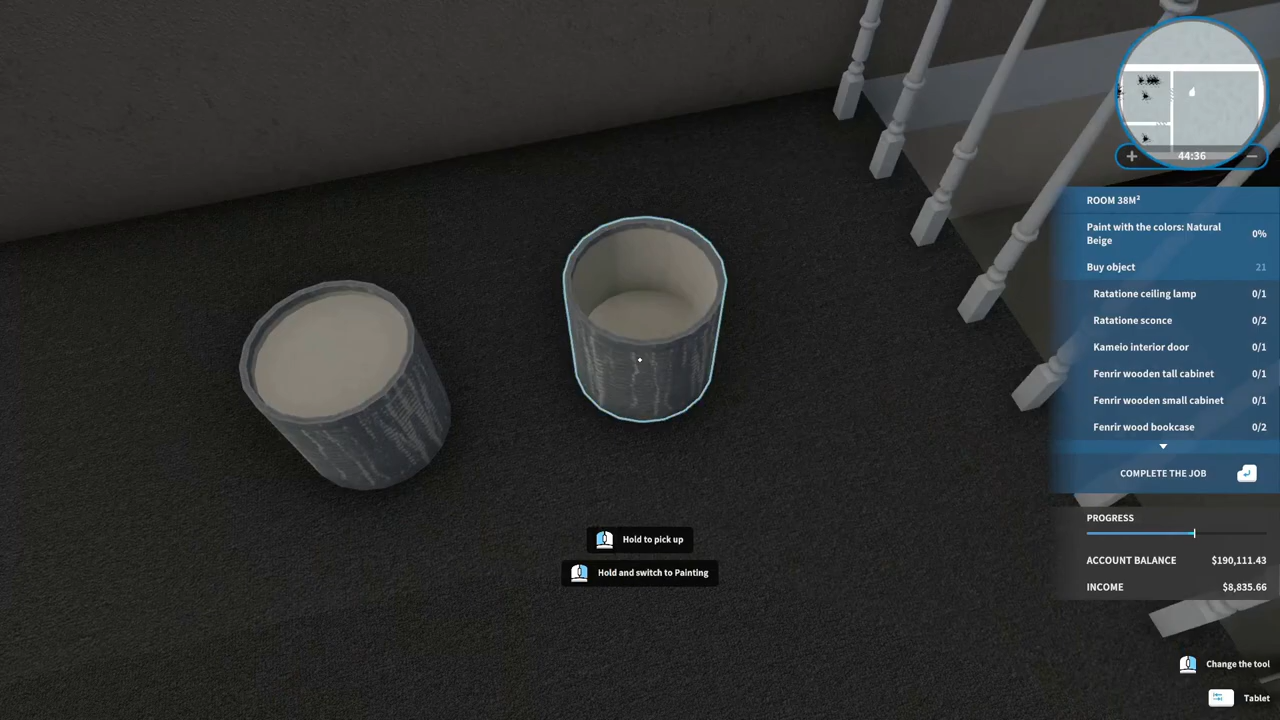 44:36
ROOM 38M²
Paint with the colors: Natural
Beige
0%
Buy object 21
Ratatione ceiling lamp 0/1
Ratatione sconce 0/2
Kameio interior door 0/1
Fenrir wooden tall cabinet 0/1
Fenrir wooden small cabinet 0/1
Fenrir wood bookcase 0/2
COMPLETE THE JOB
PROGRESS
Hold to pick up
ACCOUNT BALANCE $190,111.43
Hold and switch to Painting
INCOME $8,835.66
Change the tool
Tablet